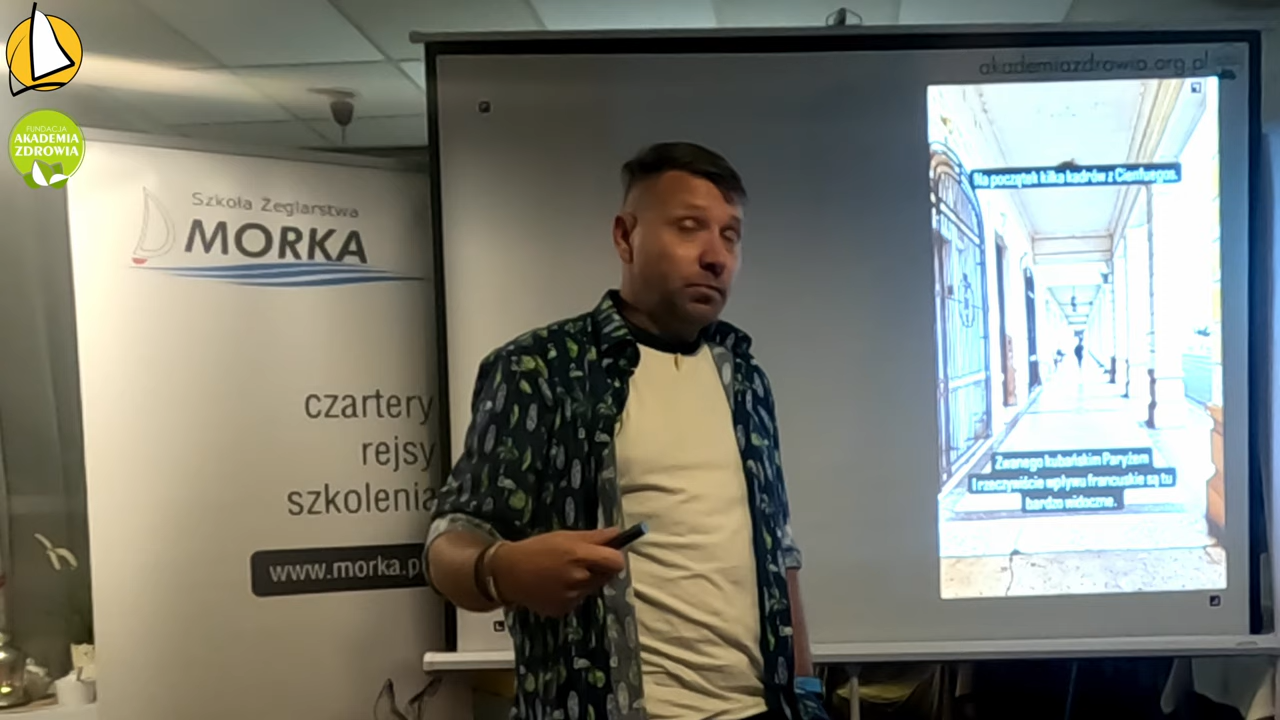 FUNDACJA
AKADEMIA
ZDROWIA
Szkoła Żeglarstwa
MORKA
czartery
rejsy
szkolenia
www.morka.p
akademiazdrowia.org.pl
Na początek kilka kadrów z Cienfuegos.
Zwanego kubańskim Paryżem
I rzeczywiście wpływy francuskie są tu
bardzo widoczne.